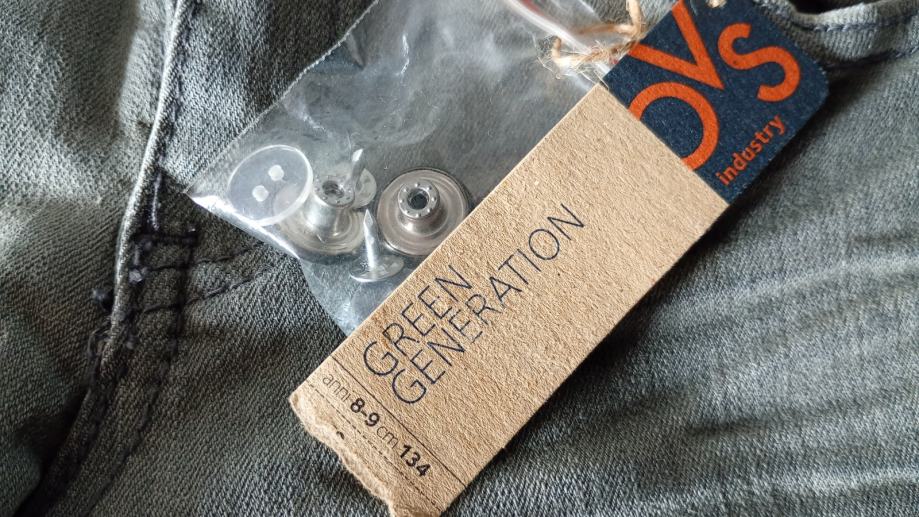 OVS
industry
GREEN
GENERATION
anni 8-9 cm 134